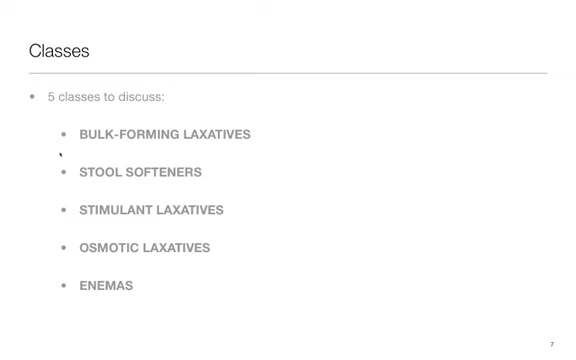 Classes
• 5 classes to discuss:
• BULK-FORMING LAXATIVES
• STOOL SOFTENERS
• STIMULANT LAXATIVES
• OSMOTIC LAXATIVES
• ENEMAS
7